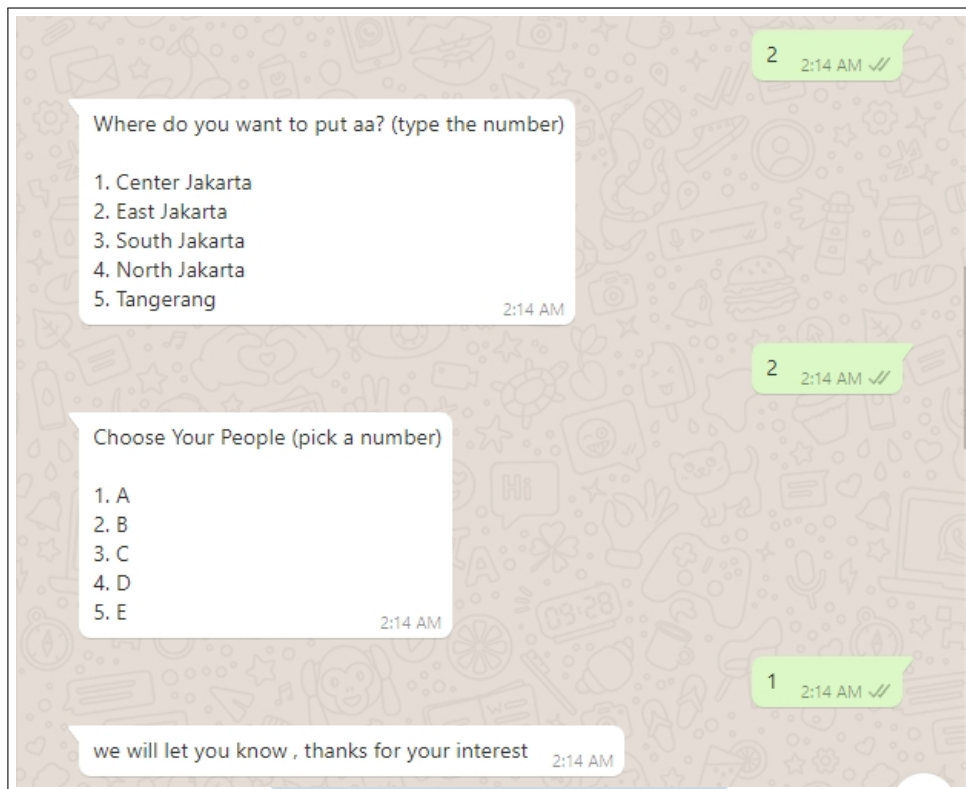 2 2:14 AM
Where do you want to put aa? (type the number)
1. Center Jakarta
2. East Jakarta
3. South Jakarta
4. North Jakarta
5. Tangerang
2:14 AM
2 2:14 AM
Choose Your People (pick a number)
1. A
2. B
3. C
4. D
5. E
2:14 AM
1 2:14 AM
we will let you know , thanks for your interest 2:14 AM